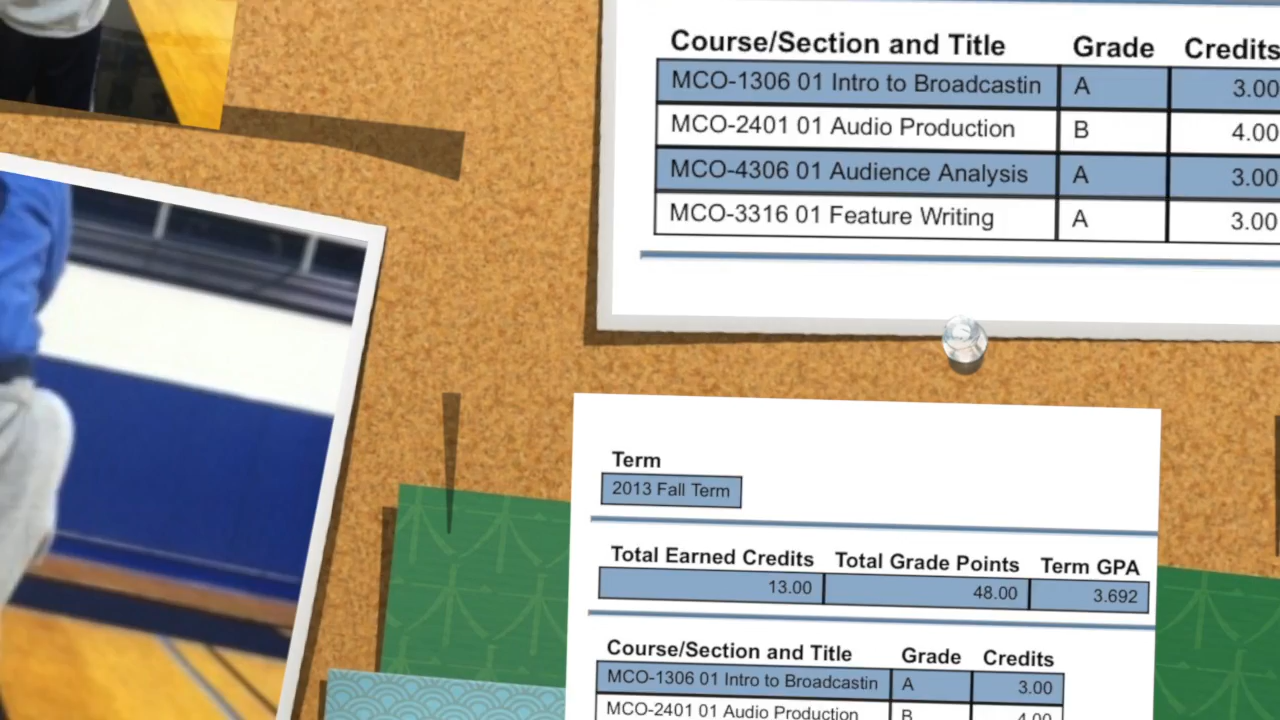 Course/Section and Title Grade Credits
MCO-1306 01 Intro to Broadcastin A 3.00
MCO-2401 01 Audio Production B 4.00
MCO-4306 01 Audience Analysis A 3.00
MCO-3316 01 Feature Writing A 3.00
Term
2013 Fall Term
Total Earned Credits Total Grade Points Term GPA
13.00 48.00 3.692
Course/Section and Title Grade Credits
MCO-1306 01 Intro to Broadcastin A 3.00
MCO-2401 01 Audio Production B 4.00